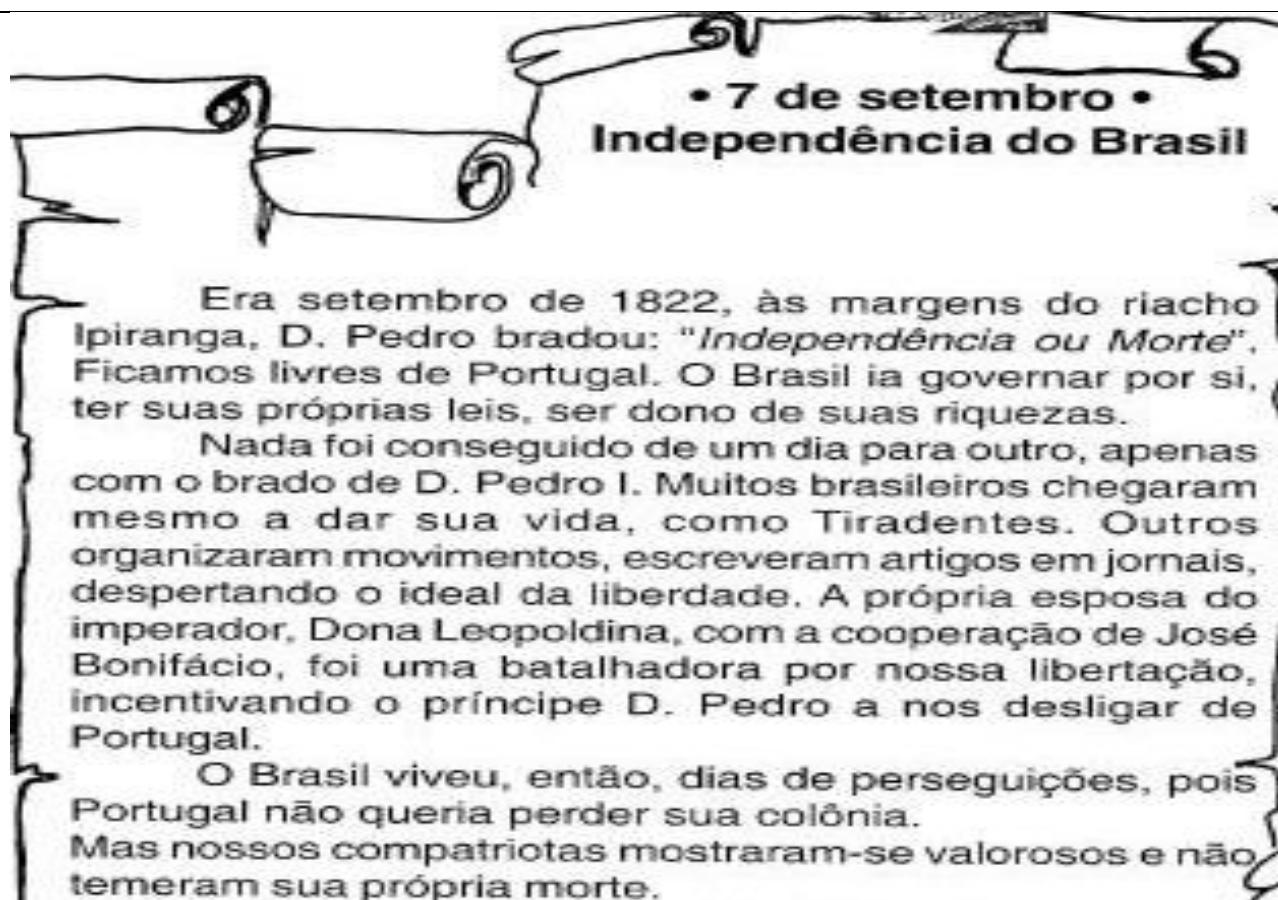 • 7 de setembro •
Independência do Brasil
Era setembro de 1822, às margens do riacho
Ipiranga, D. Pedro bradou: "Independência ou Morte".
Ficamos livres de Portugal. O Brasil ia governar por si,
ter suas próprias leis, ser dono de suas riquezas.
Nada foi conseguido de um dia para outro, apenas
com o brado de D. Pedro I. Muitos brasileiros chegaram
mesmo a dar sua vida, como Tiradentes. Outros
organizaram movimentos, escreveram artigos em jornais,
despertando o ideal da liberdade. A própria esposa do
imperador, Dona Leopoldina, com a cooperação de José
Bonifácio, foi uma batalhadora por nossa libertação,
incentivando o príncipe D. Pedro a nos desligar de
Portugal.
O Brasil viveu, então, dias de perseguições, pois
Portugal não queria perder sua colônia.
Mas nossos compatriotas mostraram-se valorosos e não
temeram sua própria morte.